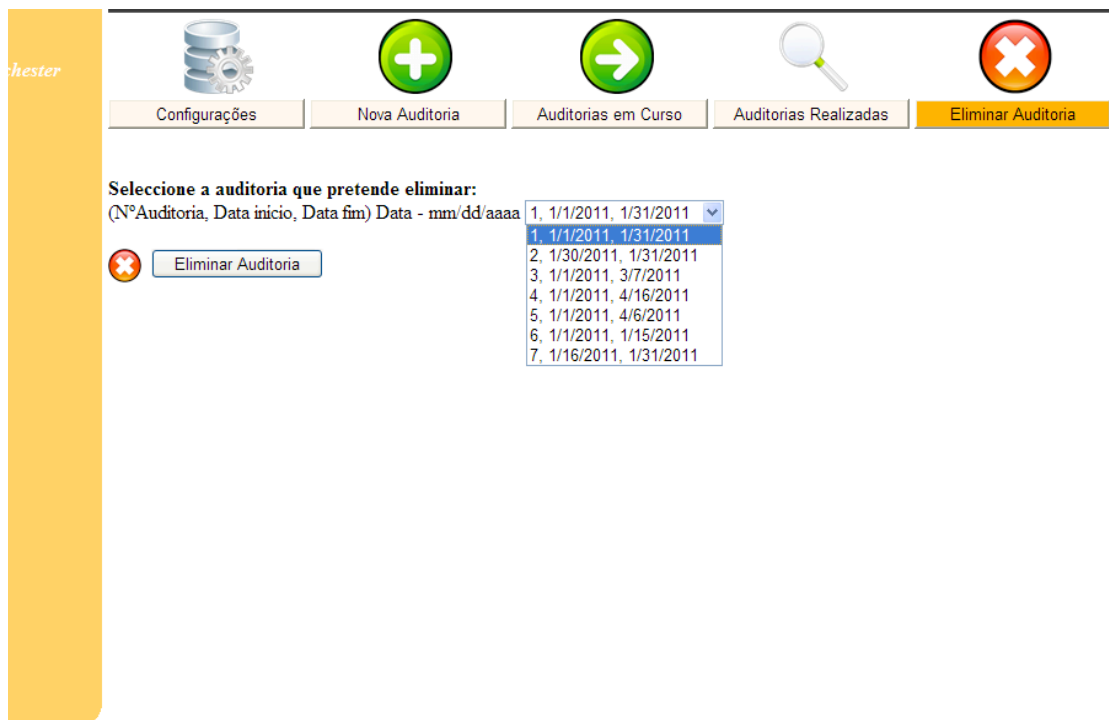 chester
Configurações
Nova Auditoria
Auditorias em Curso
Auditorias Realizadas
Eliminar Auditoria
Seleccione a auditoria que pretende eliminar:
(NºAuditoria, Data inicio, Data fim) Data - mm/dd/aaaa 1, 1/1/2011, 1/31/2011
1, 1/1/2011, 1/31/2011
2, 1/30/2011, 1/31/2011
3, 1/1/2011, 3/7/2011
4, 1/1/2011, 4/16/2011
5, 1/1/2011, 4/6/2011
6, 1/1/2011, 1/15/2011
7, 1/16/2011, 1/31/2011
Eliminar Auditoria